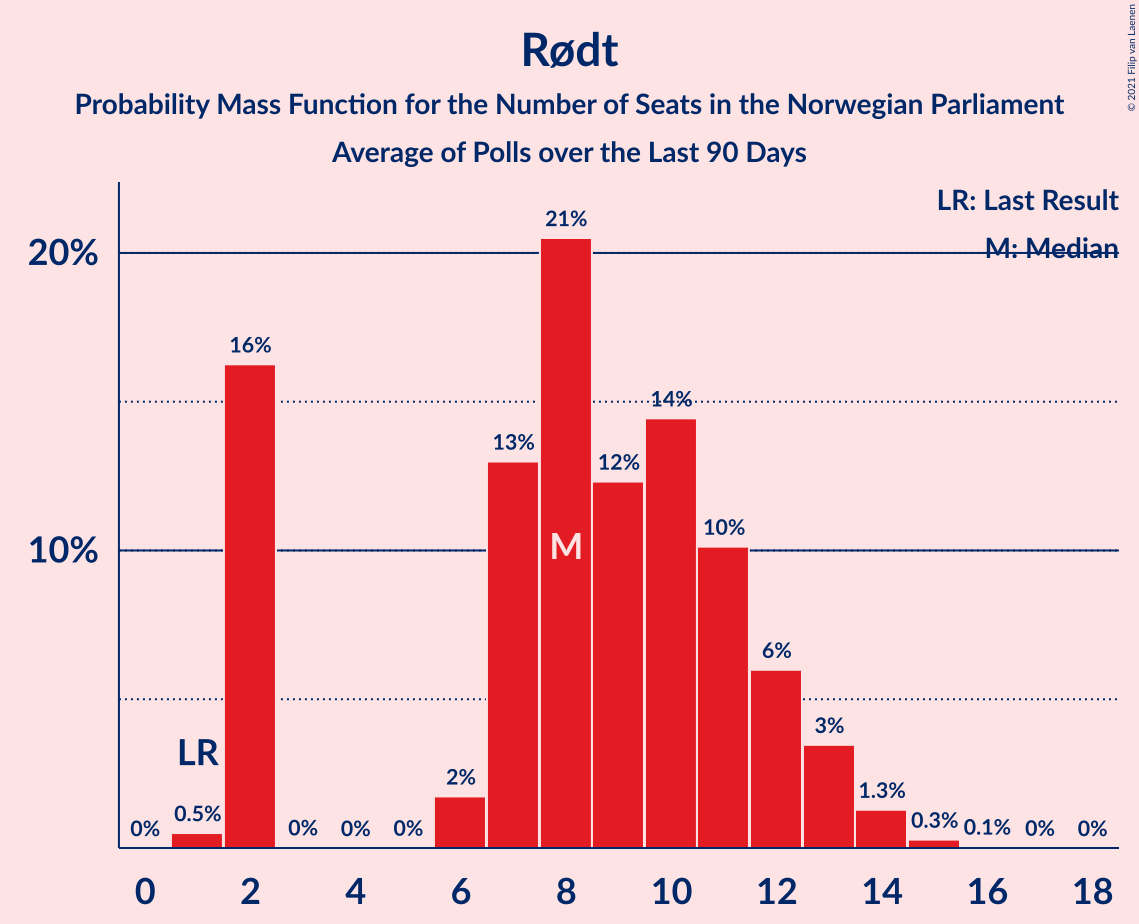 Rødt
Probability Mass Function for the Number of Seats in the Norwegian Parliament
Average of Polls over the Last 90 Days
© 2021 Filip van Laenen
LR: Last Result
M: Median
20%
10%
0%
0.5%
16%
0%
0%
0%
2%
13%
21%
12%
14%
10%
6%
3%
1.3%
0.3%
0.1%
0%
0%
LR
M
0 2 4 6 8 10 12 14 16 18